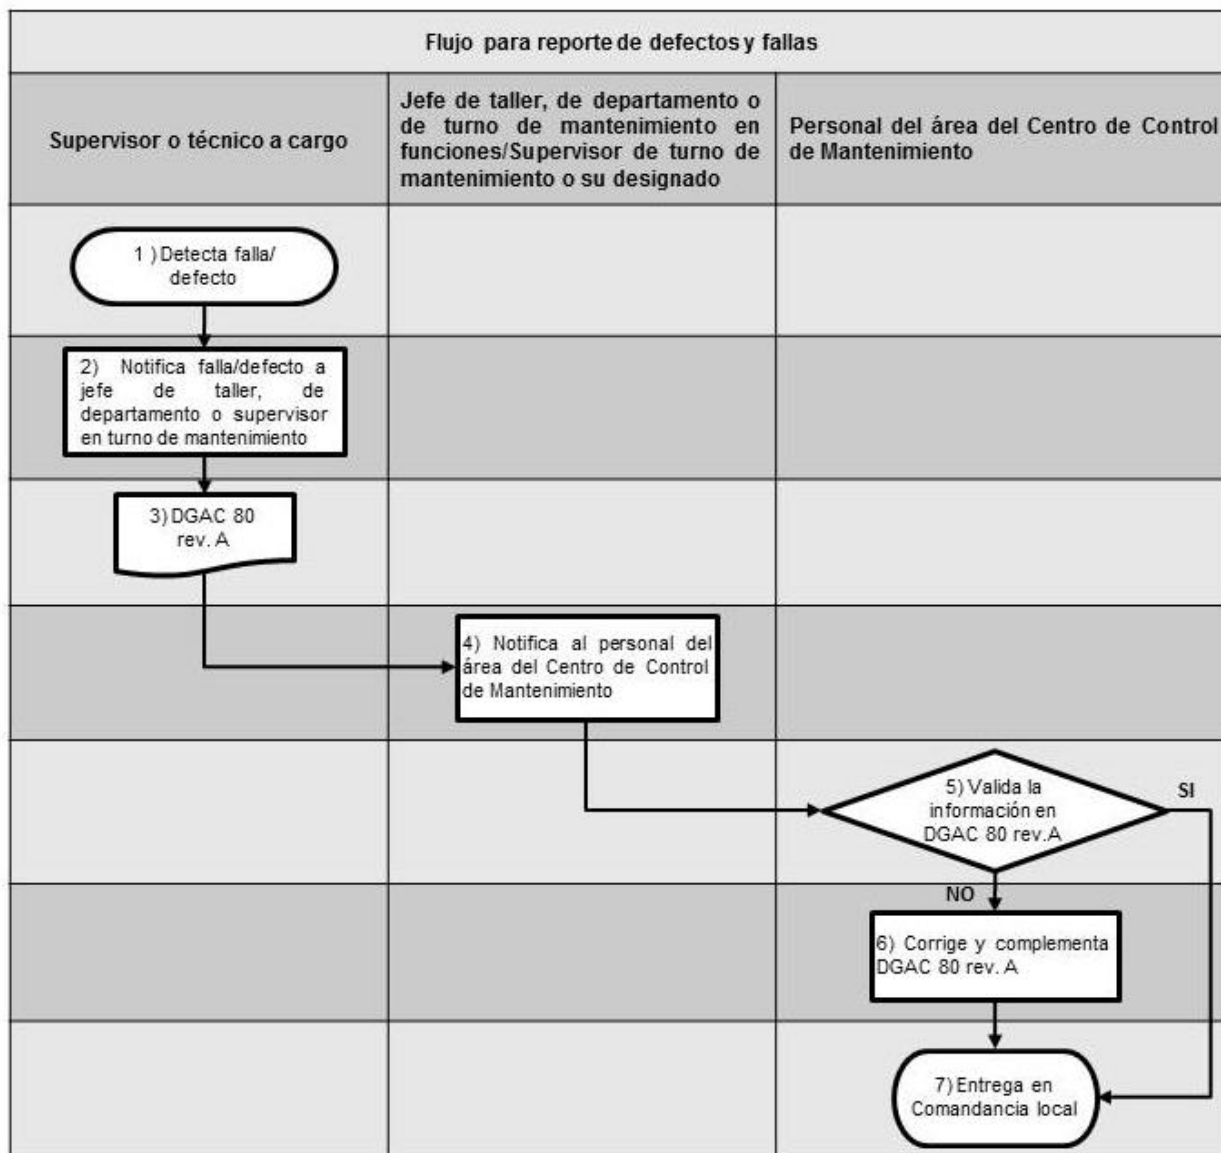 Flujo para reporte de defectos y fallas
Supervisor o técnico a cargo
Jefe de taller, de departamento o
de turno de mantenimiento en
funciones/Supervisor de turno de
mantenimiento o su designado
Personal del área del Centro de Control
de Mantenimiento
1 ) Detecta falla/
defecto
2) Notifica falla/defecto a
jefe de taller, de
departamento o supervisor
en turno de mantenimiento
3) DGAC 80
rev. A
4) Notifica al personal del
área del Centro de Control
de Mantenimiento
5) Valida la
información en
DGAC 80 rev.A
SI
NO
6) Corrige y complementa
DGAC 80 rev. A
7) Entrega en
Comandancia local